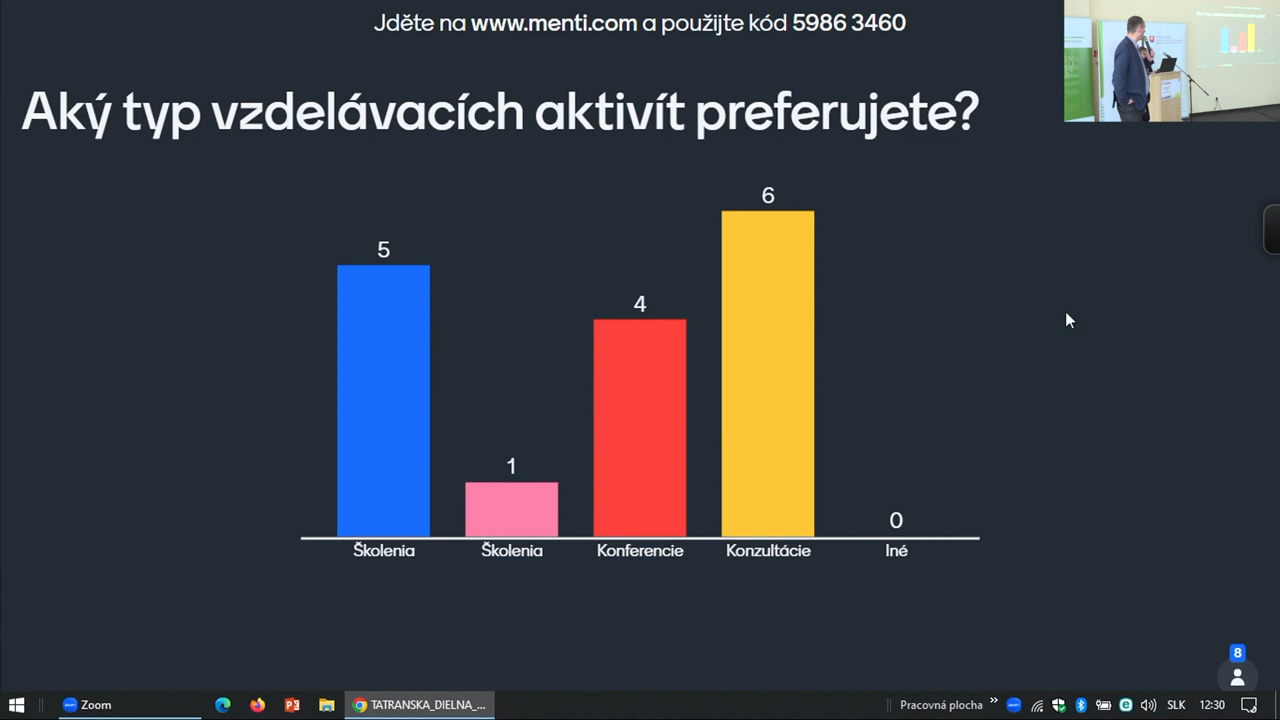 Jděte na www.menti.com a použijte kód 5986 3460
Aký typ vzdelávacích aktivít preferujete?
5
1
4
6
0
Školenia
Školenia
Konferencie
Konzultácie
Iné
8
Zoom
TATRANSKA_DIELNA_...
Pracovná plocha
SLK
12:30